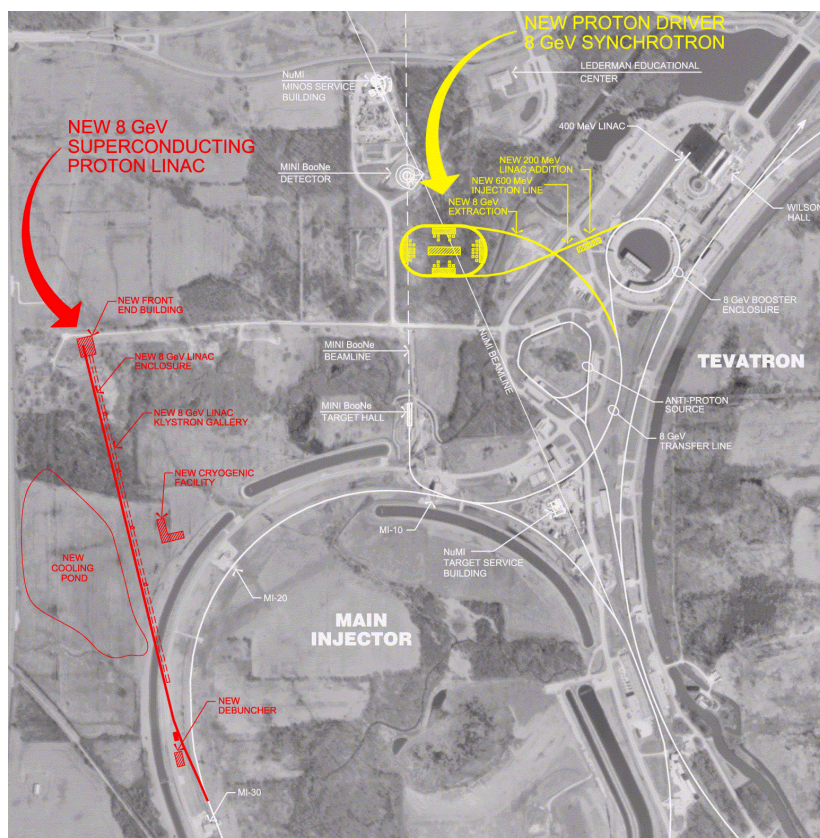 NEW PROTON DRIVER
8 GeV SYNCHROTRON
LEDERMAN EDUCATIONAL
CENTER
NuMI
MINOS SERVICE
BUILDING
NEW 8 GeV
SUPERCONDUCTING
PROTON LINAC
400 MeV LINAC
MINI BooNe
DETECTOR
NEW 200 MeV
LINAC ADDITION
NEW 600 MeV
INJECTION LINE
NEW 8 GeV
EXTRACTION
WILSON
HALL
NEW FRONT
END BUILDING
8 GeV BOOSTER
ENCLOSURE
MINI BooNe
BEAMLINE
NuMI BEAMLINE
NEW 8 GeV LINAC
ENCLOSURE
TEVATRON
ANTI-PROTON
SOURCE
MINI BooNe
TARGET HALL
NEW 8 GeV LINAC
KLYSTRON GALLERY
8 GeV
TRANSFER LINE
NEW CRYOGENIC
FACILITY
MI-10
NuMI
TARGET SERVICE
BUILDING
NEW
COOLING
POND
MI-20
MAIN
INJECTOR
NEW
DEBUNCHER
MI-30